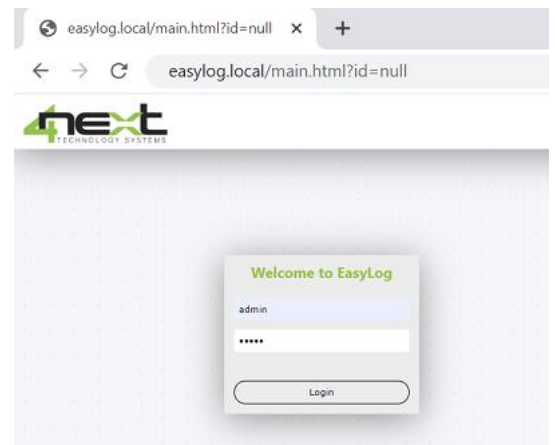 easylog.local/main.html?id=null
easylog.local/main.html?id=null
4next
TECHNOLOGY SYSTEMS
Welcome to EasyLog
admin
•••••
Login